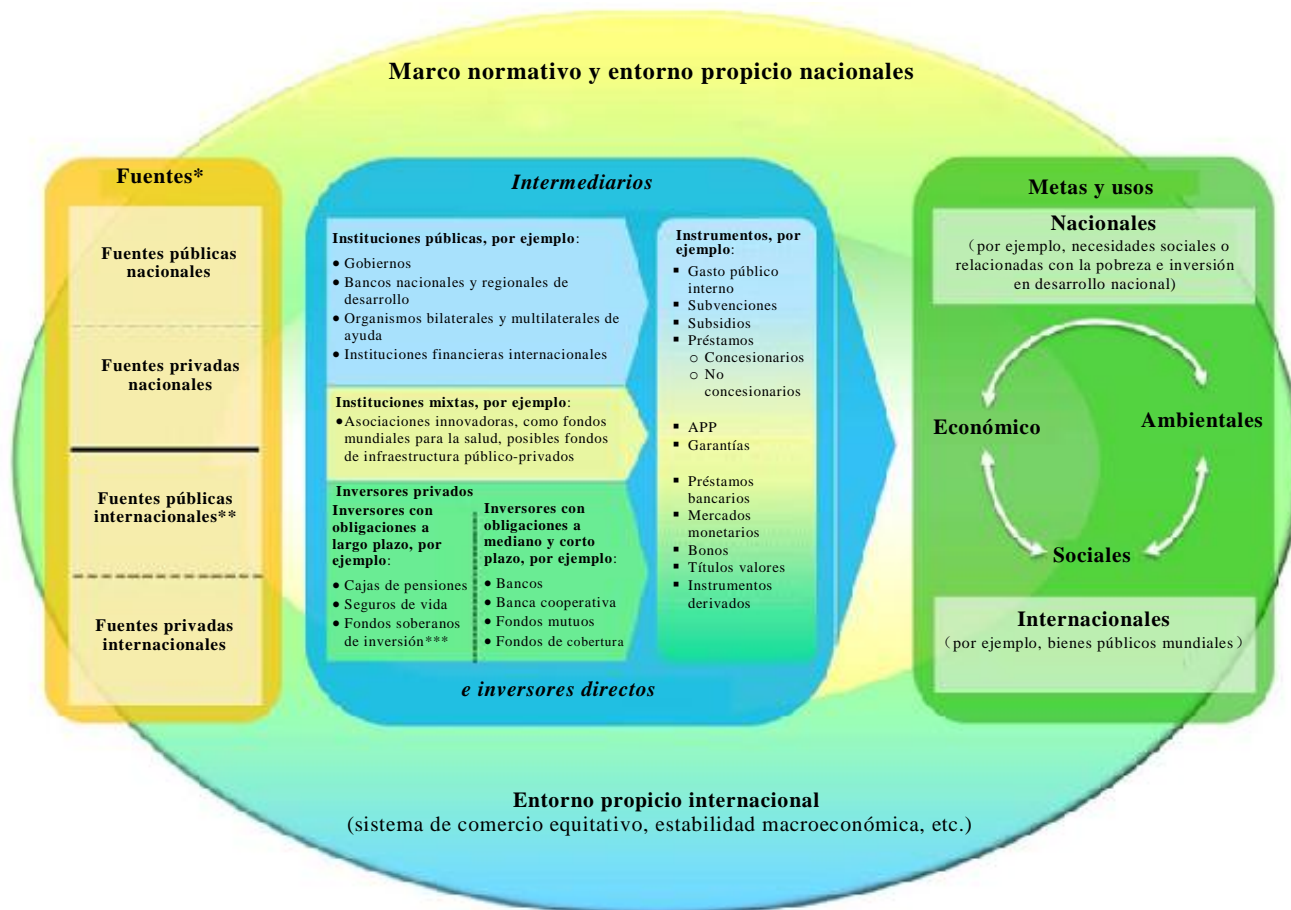 Marco normativo y entorno propicio nacionales
Fuentes*
Fuentes públicas
nacionales
Fuentes privadas
nacionales
Fuentes públicas
internacionales**
Fuentes privadas
internacionales
Intermediarios
Instituciones públicas, por ejemplo:
• Gobiernos
• Bancos nacionales y regionales de
desarrollo
• Organismos bilaterales y multilaterales de
ayuda
• Instituciones financieras internacionales
Instituciones mixtas, por ejemplo:
• Asociaciones innovadoras, como fondos
mundiales para la salud, posibles fondos
de infraestructura público-privados
Inversores privados
Inversores con
obligaciones a
largo plazo, por
ejemplo:
• Cajas de pensiones
• Seguros de vida
• Fondos soberanos
de inversión***
Inversores con
obligaciones a
mediano y corto
plazo, por ejemplo:
• Bancos
• Banca cooperativa
• Fondos mutuos
• Fondos de cobertura
Instrumentos, por
ejemplo:
▪ Gasto público
interno
▪ Subvenciones
▪ Subsidios
▪ Préstamos
o Concesionarios
o No
concesionarios
▪ APP
▪ Garantías
▪ Préstamos
bancarios
▪ Mercados
monetarios
▪ Bonos
▪ Títulos valores
▪ Instrumentos
derivados
e inversores directos
Metas y usos
Nacionales
(por ejemplo, necesidades sociales o
relacionadas con la pobreza e inversión
en desarrollo nacional)
Económico
Ambientales
Sociales
Internacionales
(por ejemplo, bienes públicos mundiales)
Entorno propicio internacional
(sistema de comercio equitativo, estabilidad macroeconómica, etc.)